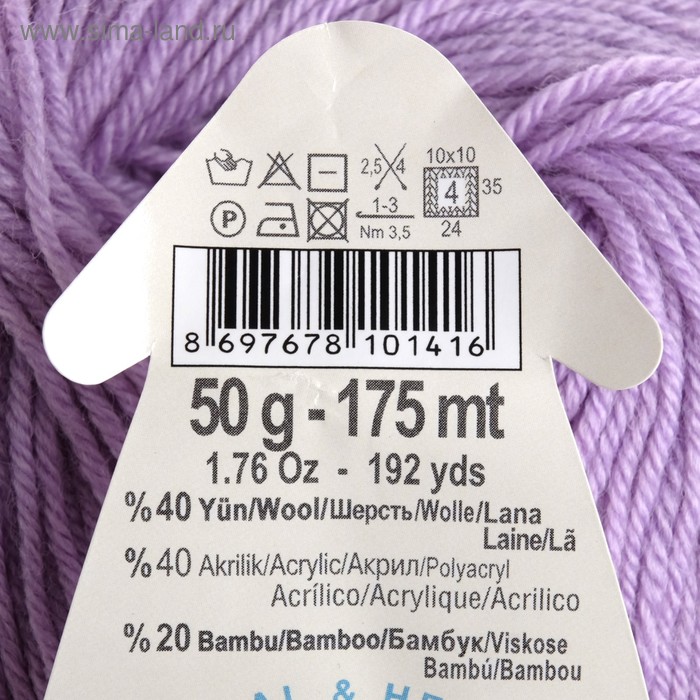 www.sima-land.ru
2,5 4
10x10
4 35
1-3
Nm 3,5
24
P
8 697678 101416
50 g - 175 mt
1.76 Oz - 192 yds
%40 Yün/Wool/Шерсть/Wolle/Lana
Laine/Lã
%40 Akrilik/Acrylic/Акрил/Polyacryl
Acrílico/Acrylique/Acrilico
%20 Bambu/Bamboo/Бамбук/Viskose
Bambú/Bambou